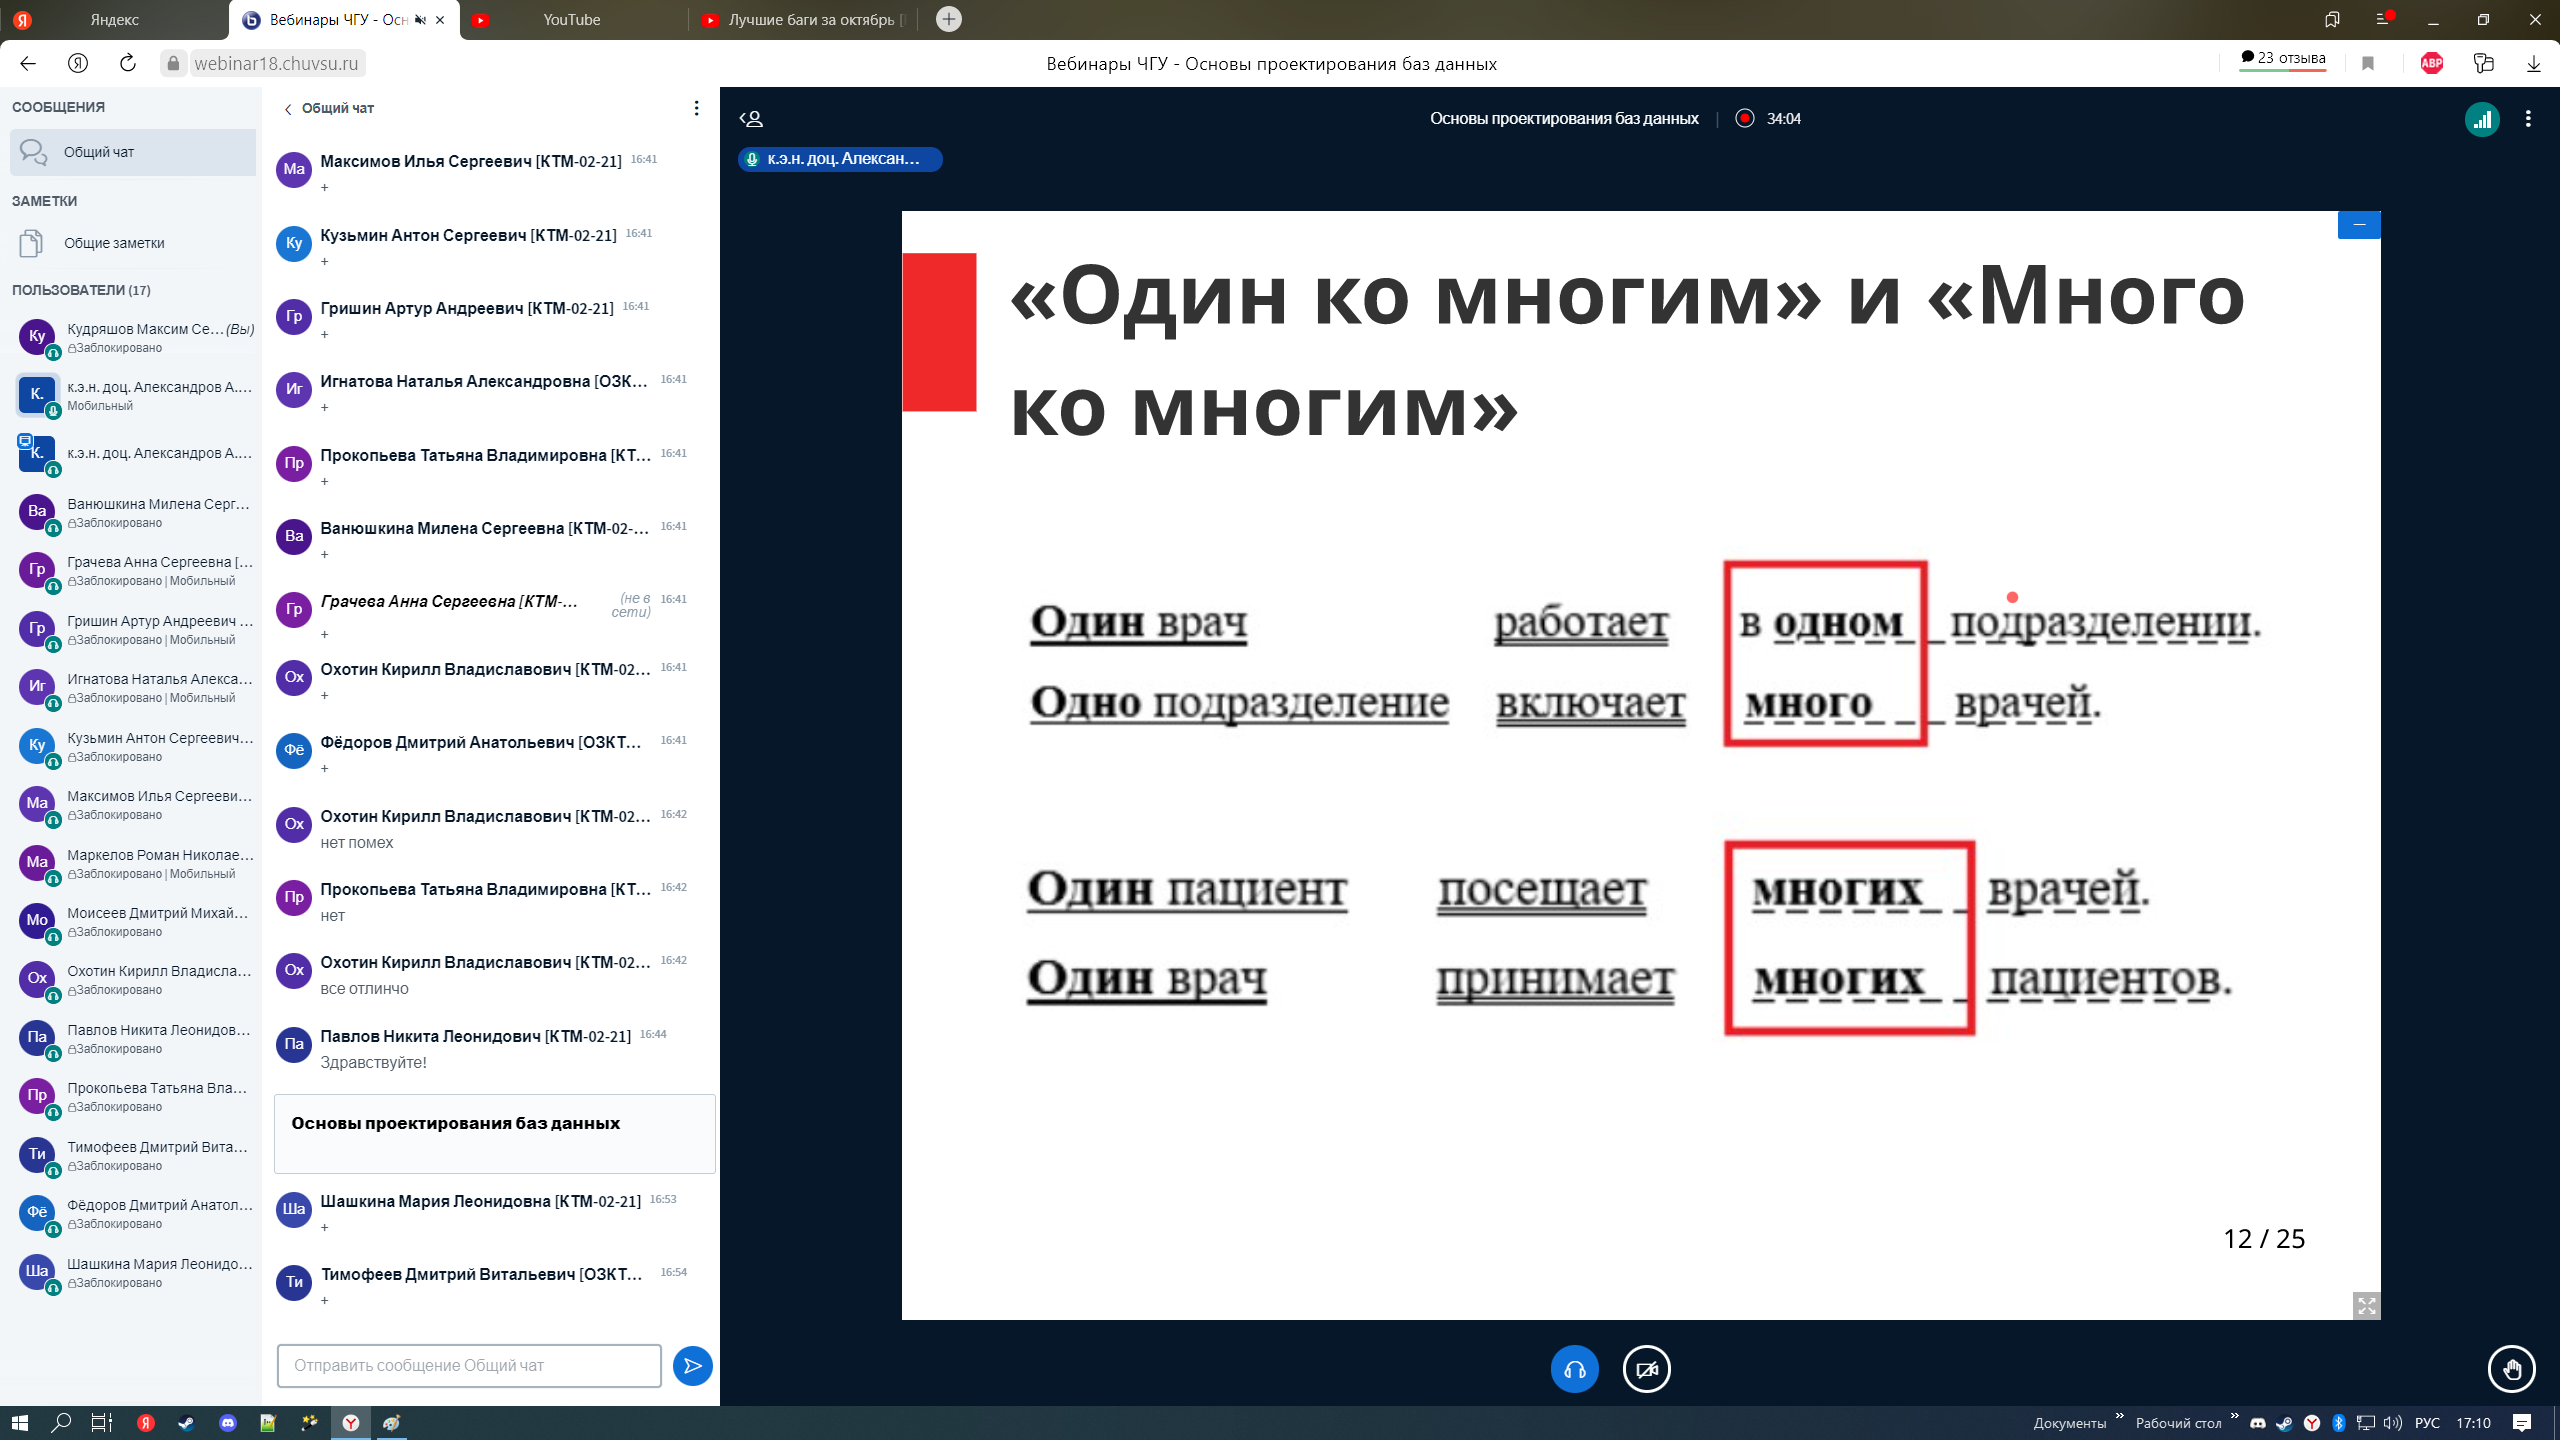 Яндекс
Вебинары ЧГУ - Осн
YouTube
Лучшие баги за октябрь [
webinar18.chuvsu.ru
Вебинары ЧГУ - Основы проектирования баз данных
23 отзыва
ABP
СООБЩЕНИЯ
Общий чат
ЗАМЕТКИ
Общие заметки
ПОЛЬЗОВАТЕЛИ (17)
Ку
Кудряшов Максим Се... (Вы)
Заблокировано
К.
к.э.н. доц. Александров А....
Мобильный
К.
к.э.н. доц. Александров А....
Ва
Ванюшкина Милена Серг...
Заблокировано
Гр
Грачева Анна Сергеевна [...
Заблокировано | Мобильный
Гр
Гришин Артур Андреевич ...
Заблокировано | Мобильный
Иг
Игнатова Наталья Алекса...
Заблокировано | Мобильный
Ку
Кузьмин Антон Сергеевич...
Заблокировано
Ма
Максимов Илья Сергееви...
Заблокировано
Ма
Маркелов Роман Николае...
Заблокировано | Мобильный
Мо
Моисеев Дмитрий Михай...
Заблокировано
Ох
Охотин Кирилл Владисла...
Заблокировано
Па
Павлов Никита Леонидов...
Заблокировано
Пр
Прокопьева Татьяна Вла...
Заблокировано
Ти
Тимофеев Дмитрий Вита...
Заблокировано
Фё
Фёдоров Дмитрий Анатол...
Заблокировано
Ша
Шашкина Мария Леонидо...
Заблокировано
Общий чат
Ма
Максимов Илья Сергеевич [КТМ-02-21] 16:41
+
Ку
Кузьмин Антон Сергеевич [КТМ-02-21] 16:41
+
Гр
Гришин Артур Андреевич [КТМ-02-21] 16:41
+
Иг
Игнатова Наталья Александровна [ОЗК... 16:41
+
Пр
Прокопьева Татьяна Владимировна [КТ... 16:41
+
Ва
Ванюшкина Милена Сергеевна [КТМ-02-... 16:41
+
Гр
Грачева Анна Сергеевна [КТМ-... (не в сети) 16:41
+
Ох
Охотин Кирилл Владиславович [КТМ-02... 16:41
+
Фё
Фёдоров Дмитрий Анатольевич [ОЗКТ... 16:41
+
Ох
Охотин Кирилл Владиславович [КТМ-02... 16:42
нет помех
Пр
Прокопьева Татьяна Владимировна [КТ... 16:42
нет
Ох
Охотин Кирилл Владиславович [КТМ-02... 16:42
все отлинчо
Па
Павлов Никита Леонидович [КТМ-02-21] 16:44
Здравствуйте!
Основы проектирования баз данных
Ша
Шашкина Мария Леонидовна [КТМ-02-21] 16:53
+
Ти
Тимофеев Дмитрий Витальевич [ОЗКТ... 16:54
+
Отправить сообщение Общий чат
Основы проектирования баз данных | 34:04
к.э.н. доц. Алексан...
«Один ко многим» и «Много
ко многим»
Один врач работает в одном подразделении.
Одно подразделение включает много врачей.
Один пациент посещает многих врачей.
Один врач принимает многих пациентов.
12 / 25
Документы
Рабочий стол
РУС
17:10